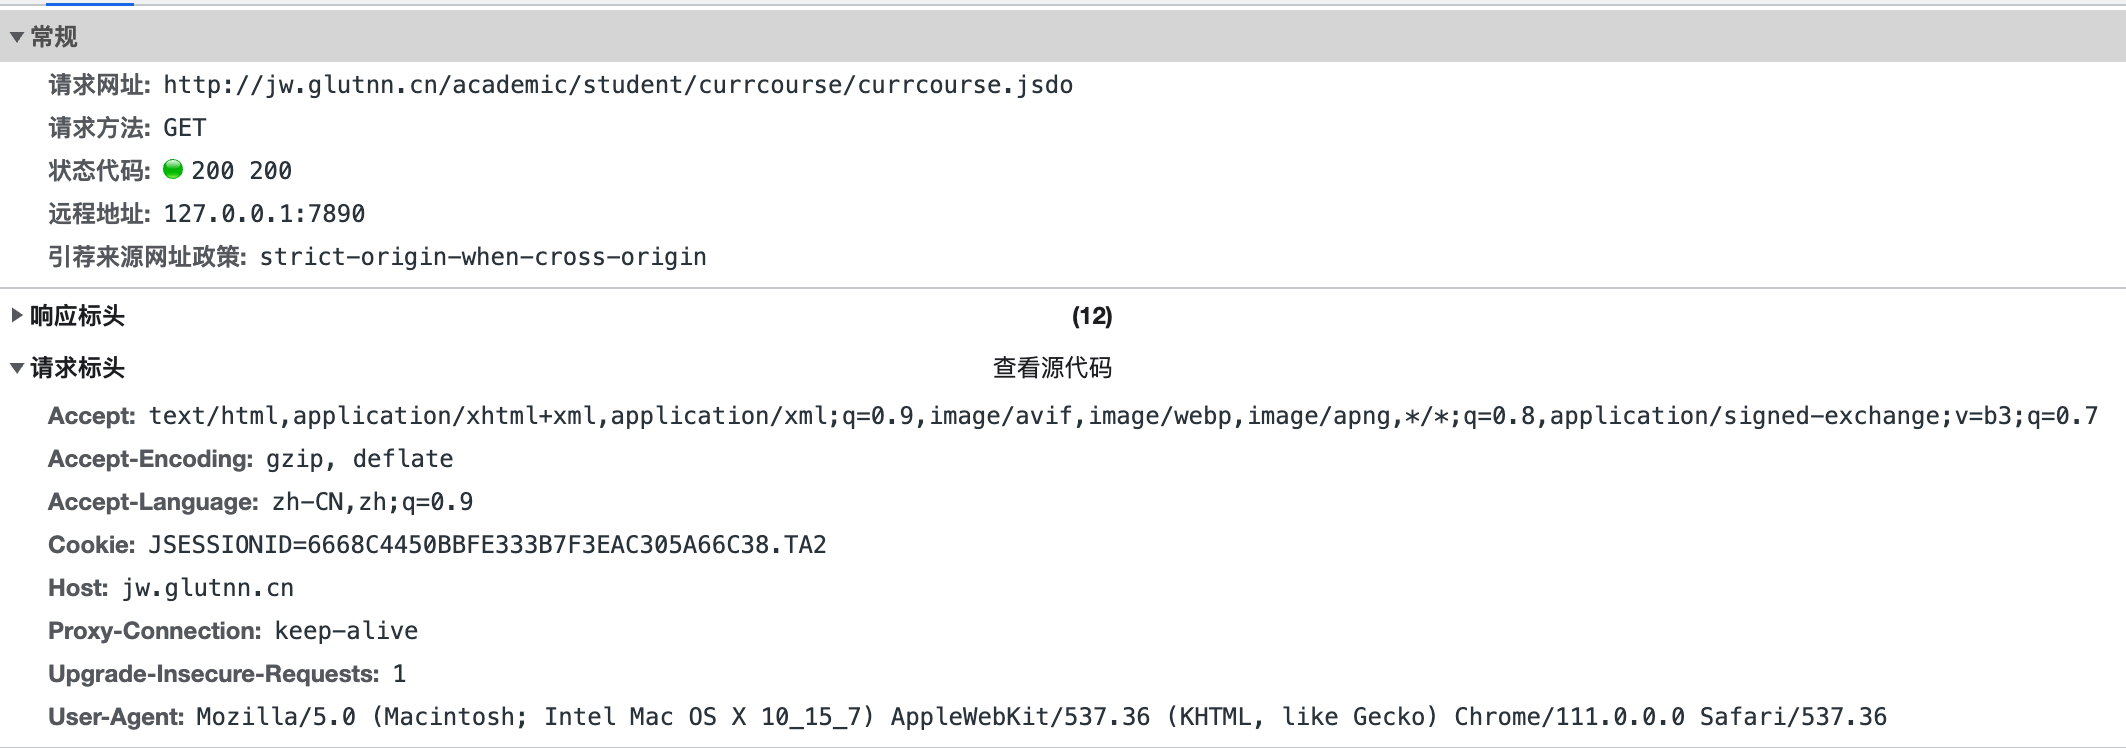 常规
请求网址: http://jw.glutnn.cn/academic/student/currcourse/currcourse.jsdo
请求方法: GET
状态代码: 200 200
远程地址: 127.0.0.1:7890
引荐来源网址政策: strict-origin-when-cross-origin
响应标头 (12)
请求标头 查看源代码
Accept: text/html,application/xhtml+xml,application/xml;q=0.9,image/avif,image/webp,image/apng,*/*;q=0.8,application/signed-exchange;v=b3;q=0.7
Accept-Encoding: gzip, deflate
Accept-Language: zh-CN,zh;q=0.9
Cookie: JSESSIONID=6668C4450BBFE333B7F3EAC305A66C38.TA2
Host: jw.glutnn.cn
Proxy-Connection: keep-alive
Upgrade-Insecure-Requests: 1
User-Agent: Mozilla/5.0 (Macintosh; Intel Mac OS X 10_15_7) AppleWebKit/537.36 (KHTML, like Gecko) Chrome/111.0.0.0 Safari/537.36